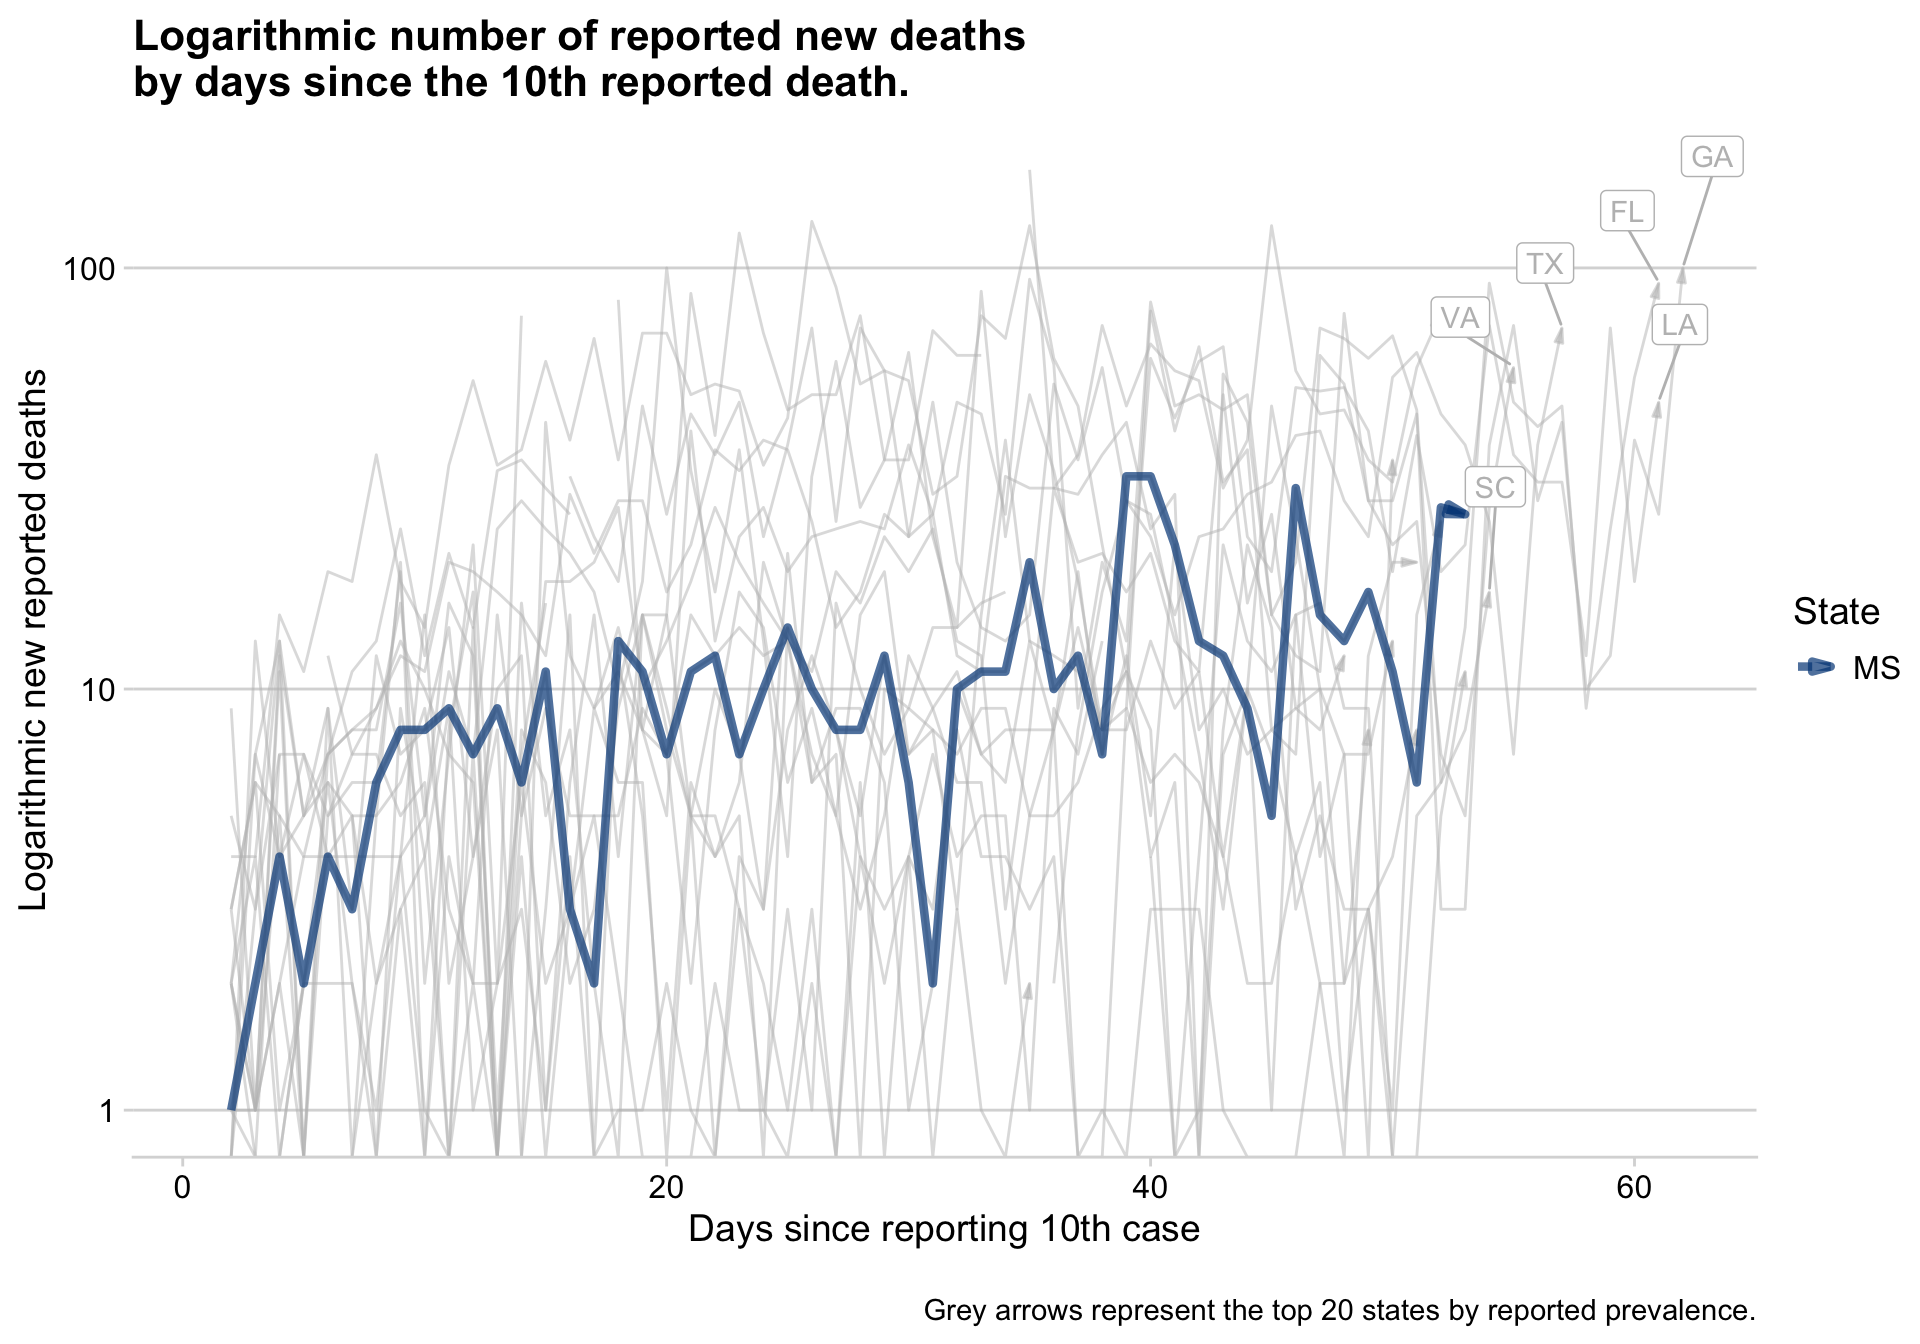 Logarithmic number of reported new deaths
by days since the 10th reported death.
GA
FL
TX
100
VA
LA
SC
Logarithmic new reported deaths
State
MS
10
1
0 20 40 60
Days since reporting 10th case
Grey arrows represent the top 20 states by reported prevalence.